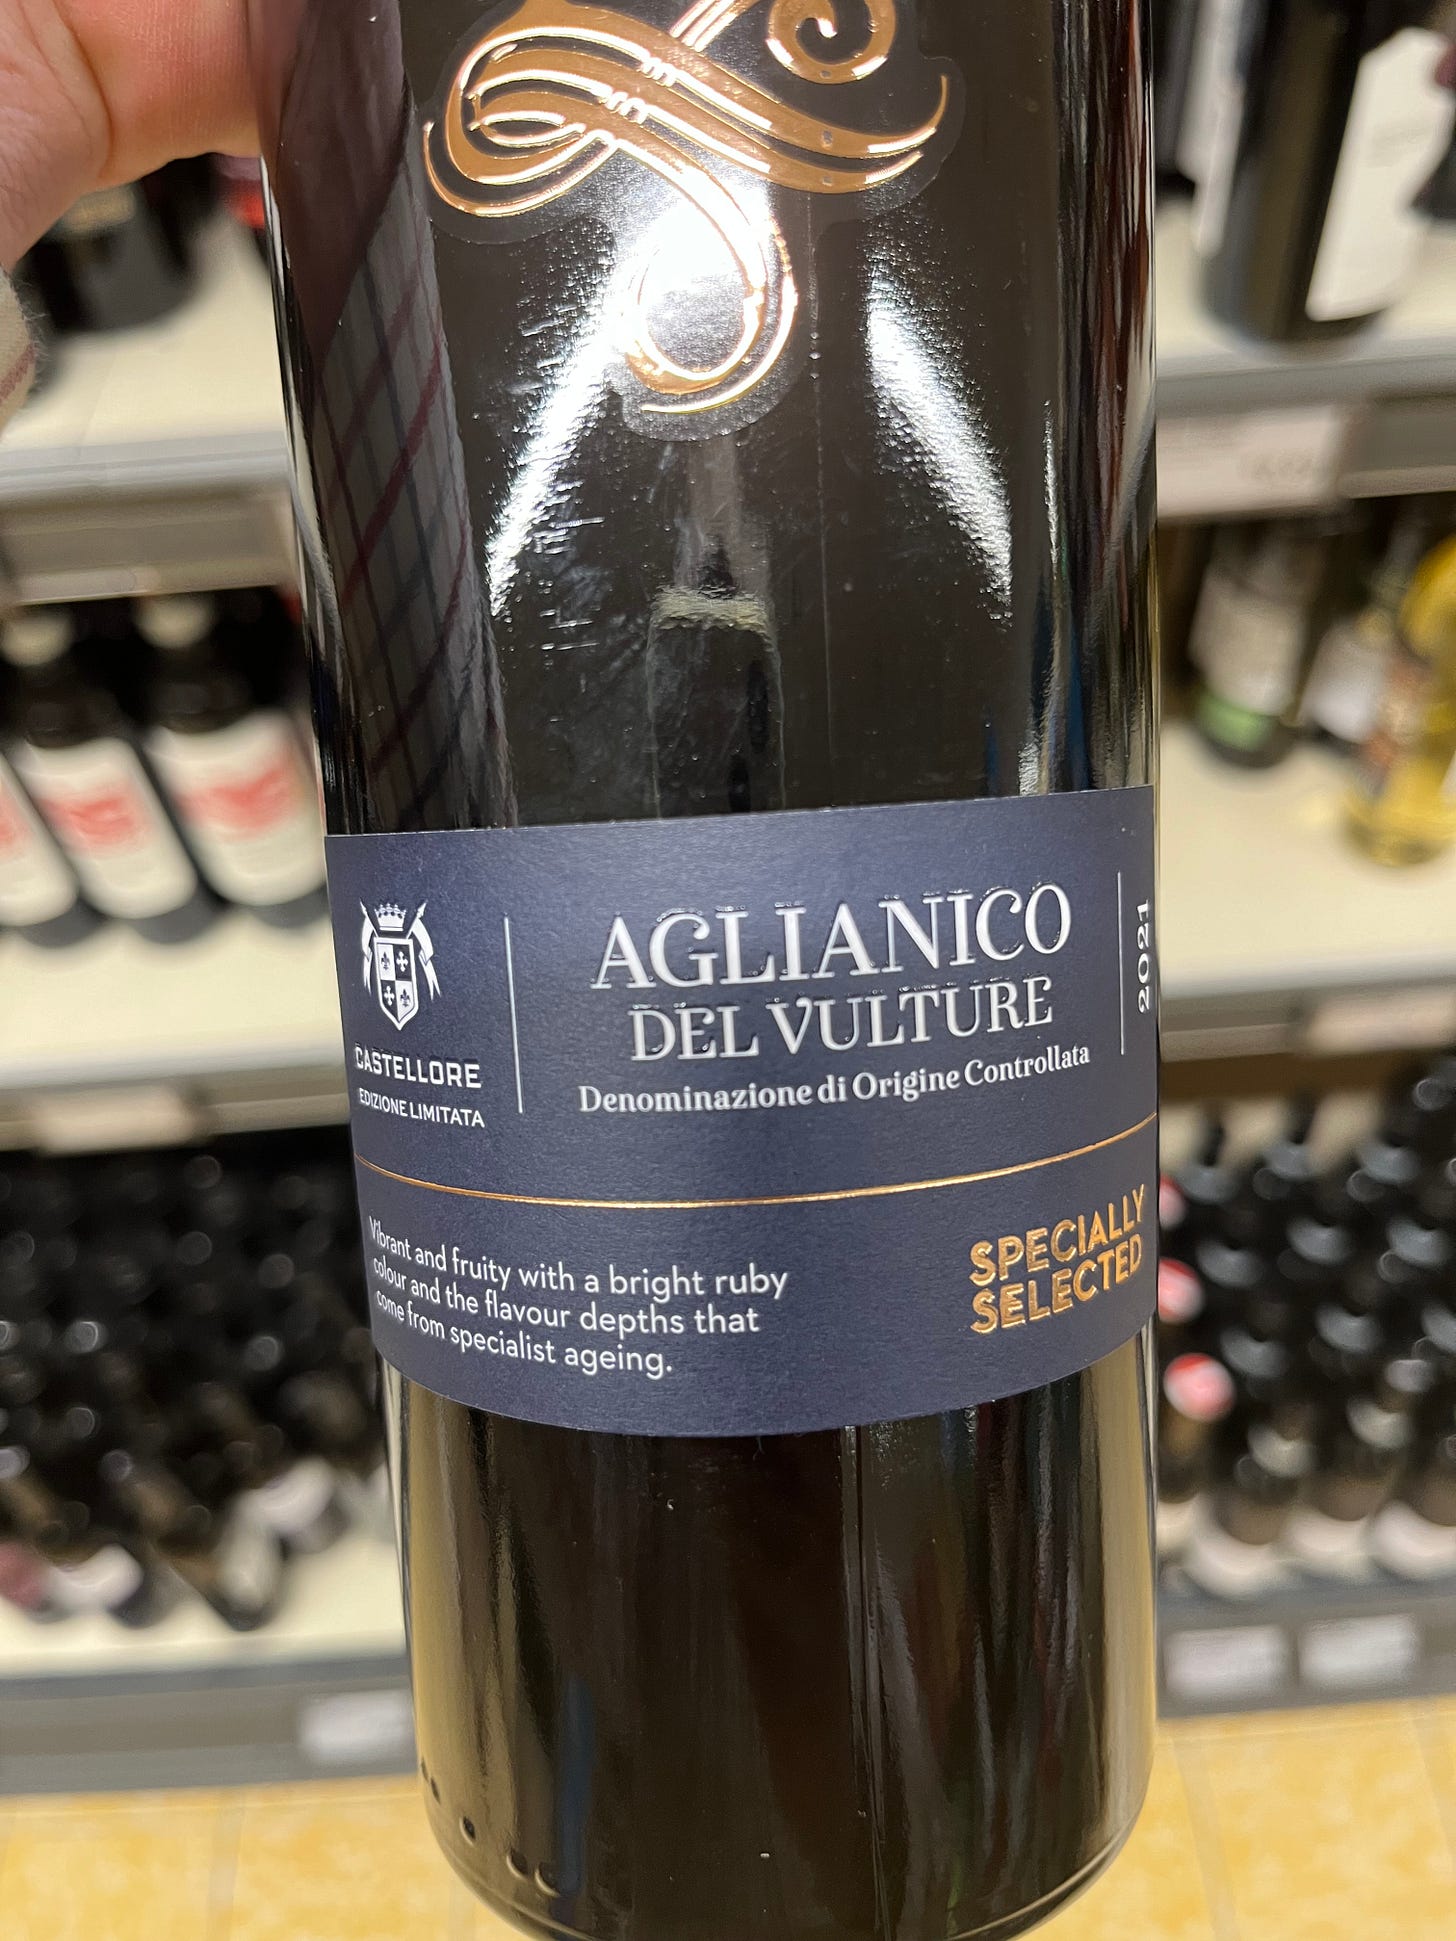 CASTELLORE
EDIZIONE LIMITATA
AGLIANICO
DEL VULTURE
Denominazione di Origine Controllata
2021
Vibrant and fruity with a bright ruby
colour and the flavour depths that
come from specialist ageing.
SPECIALLY
SELECTED